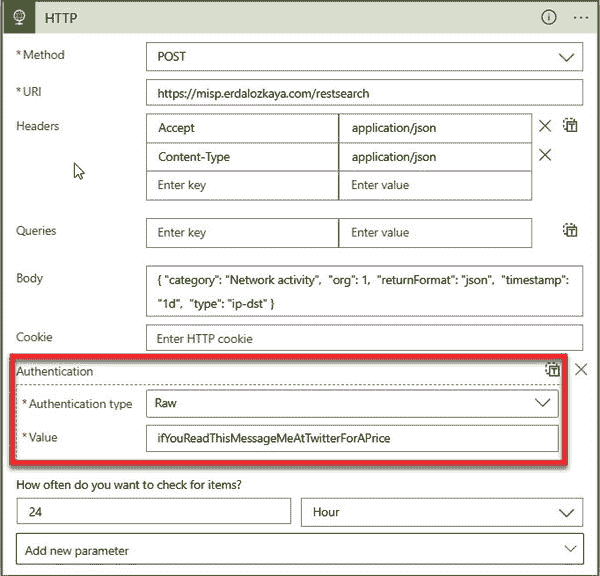 HTTP
*Method POST
*URI https://misp.erdalozkaya.com/restsearch
Headers Accept application/json
Content-Type application/json
Enter key Enter value
Queries Enter key Enter value
Body { "category": "Network activity", "org": 1, "returnFormat": "json", "timestamp":
"1d", "type": "ip-dst" }
Cookie Enter HTTP cookie
Authentication
*Authentication type Raw
*Value ifYouReadThisMessageMeAtTwitterForAPrice
How often do you want to check for items?
24 Hour
Add new parameter